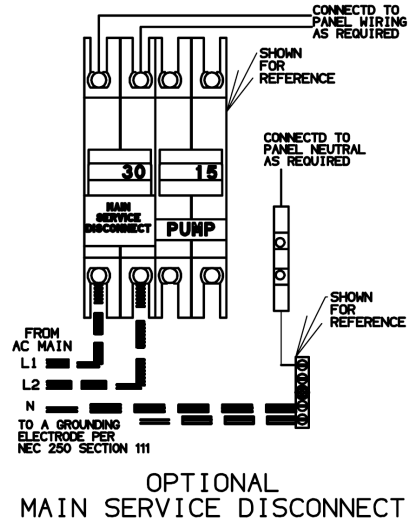 CONNECTD TO
PANEL WIRING
AS REQUIRED
SHOWN
FOR
REFERENCE
30
15
MAIN
SERVICE
DISCONNECT
PUMP
CONNECTD TO
PANEL NEUTRAL
AS REQUIRED
SHOWN
FOR
REFERENCE
FROM
AC MAIN
L1
L2
N
TO A GROUNDING
ELECTRODE PER
NEC 250 SECTION 111
OPTIONAL
MAIN SERVICE DISCONNECT